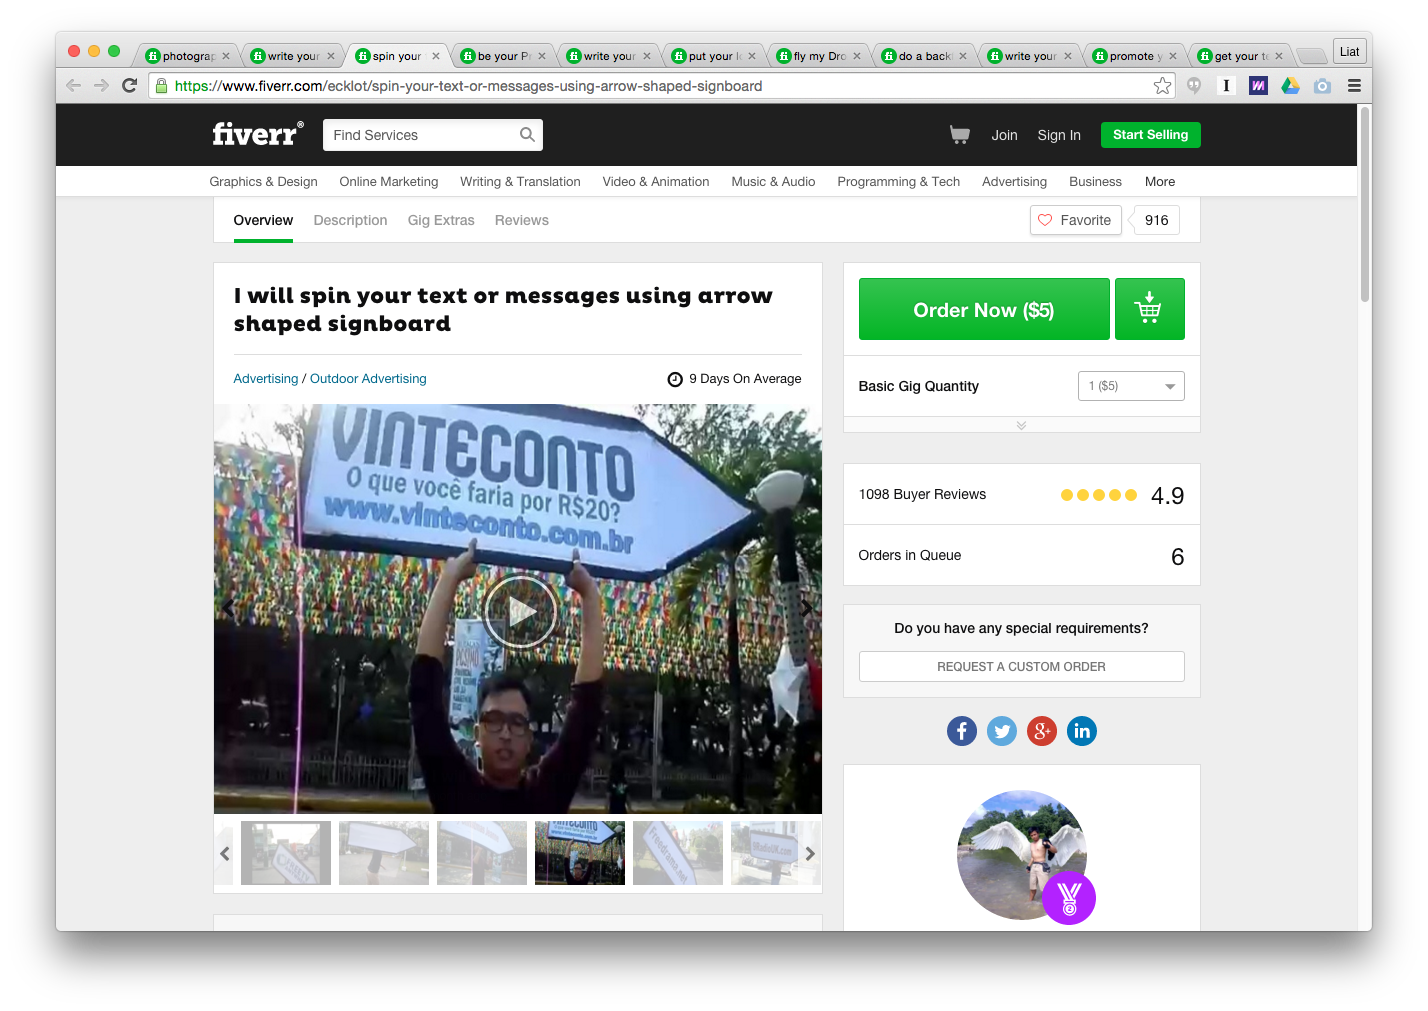 photograp
write your
spin your
be your P
write your
put your l
fly my Dro
do a back
write your
promote y
get your te
Liat
https://www.fiverr.com/ecklot/spin-your-text-or-messages-using-arrow-shaped-signboard
fiverr®
Find Services
Join
Sign In
Start Selling
Graphics & Design
Online Marketing
Writing & Translation
Video & Animation
Music & Audio
Programming & Tech
Advertising
Business
More
Overview
Description
Gig Extras
Reviews
Favorite
916
I will spin your text or messages using arrow
shaped signboard
Advertising / Outdoor Advertising
9 Days On Average
VINTECONTO
O que você faria por R$20?
www.vinteconto.com.br
Freedrama.net
Order Now ($5)
Basic Gig Quantity
1 ($5)
1098 Buyer Reviews
4.9
Orders in Queue
6
Do you have any special requirements?
REQUEST A CUSTOM ORDER